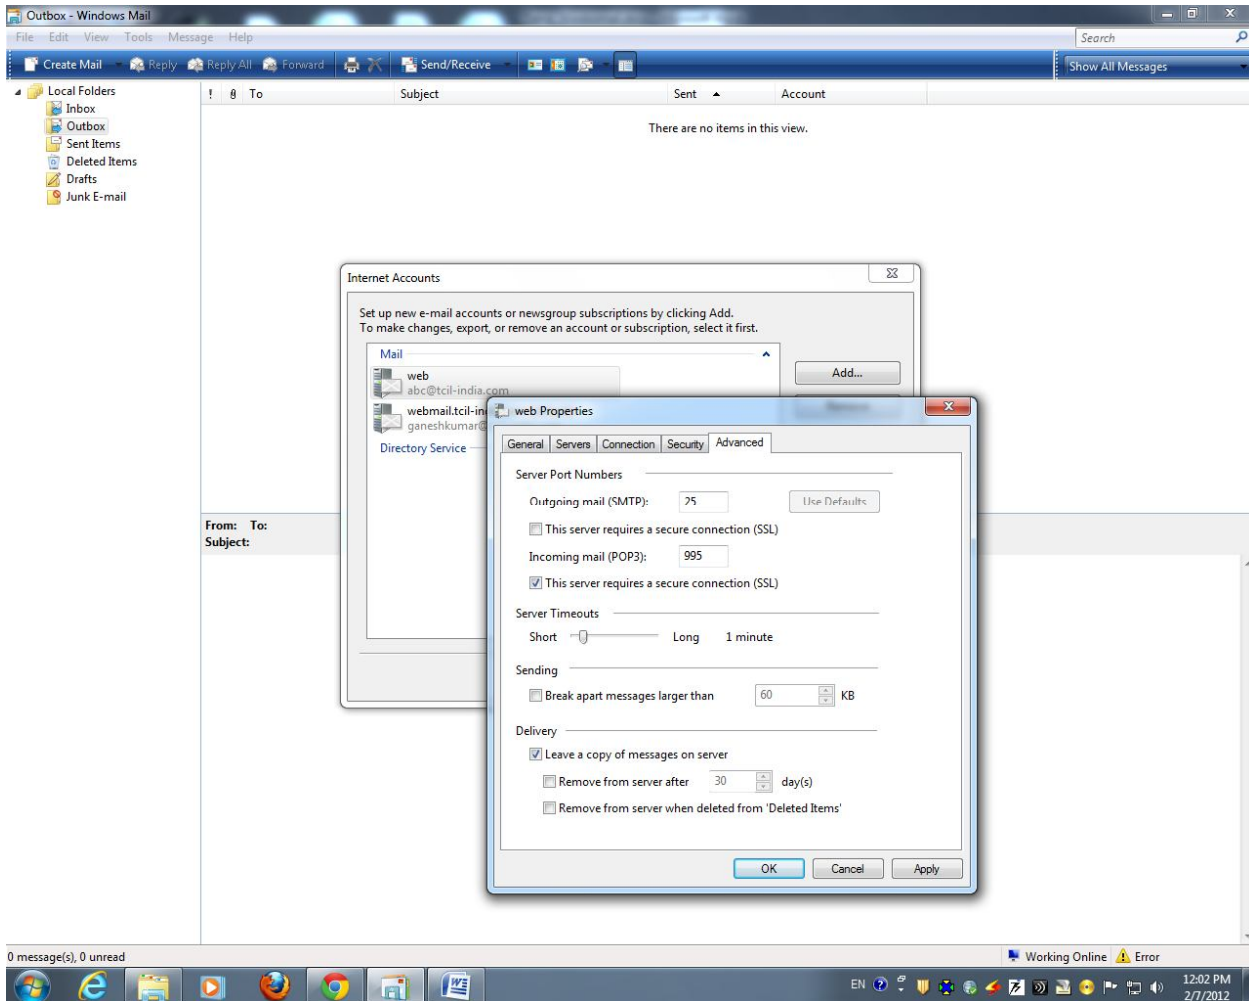 Outbox - Windows Mail
File Edit View Tools Message Help
Search
Create Mail Reply Reply All Forward Send/Receive
Show All Messages
Local Folders
Inbox
Outbox
Sent Items
Deleted Items
Drafts
Junk E-mail
! To Subject Sent Account
There are no items in this view.
Internet Accounts
Set up new e-mail accounts or newsgroup subscriptions by clicking Add.
To make changes, export, or remove an account or subscription, select it first.
Mail
web
abc@tcil-india.com
webmail.tcil-in
ganeshkumar@
Directory Service
Add...
Remove
web Properties
General Servers Connection Security Advanced
Server Port Numbers
Outgoing mail (SMTP): 25 Use Defaults
This server requires a secure connection (SSL)
Incoming mail (POP3): 995
This server requires a secure connection (SSL)
Server Timeouts
Short Long 1 minute
Sending
Break apart messages larger than 60 KB
Delivery
Leave a copy of messages on server
Remove from server after 30 day(s)
Remove from server when deleted from 'Deleted Items'
OK Cancel Apply
From: To:
Subject:
0 message(s), 0 unread
Working Online Error
EN
12:02 PM
2/7/2012